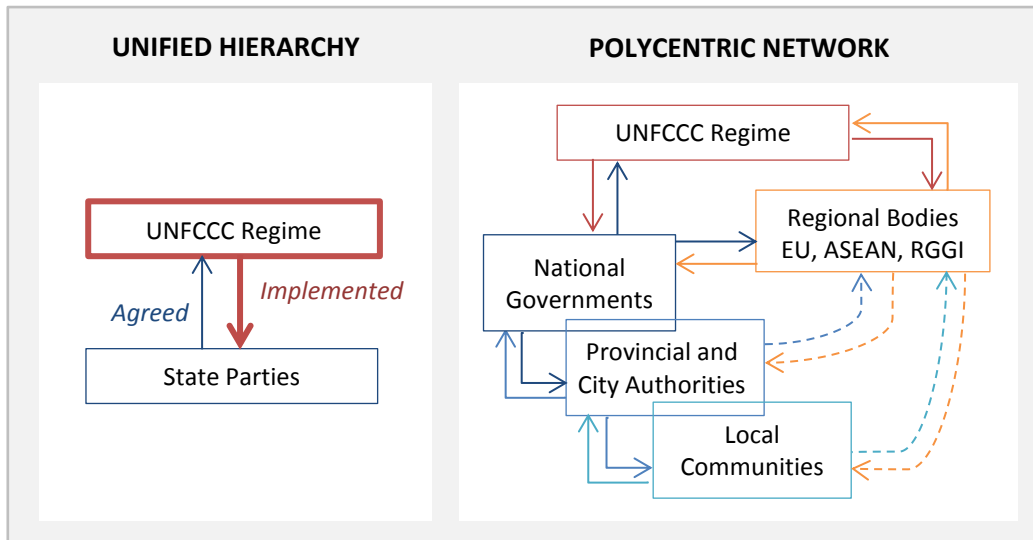 UNIFIED HIERARCHY
UNFCCC Regime
Agreed
Implemented
State Parties
POLYCENTRIC NETWORK
UNFCCC Regime
Regional Bodies
EU, ASEAN, RGGI
National
Governments
Provincial and
City Authorities
Local
Communities